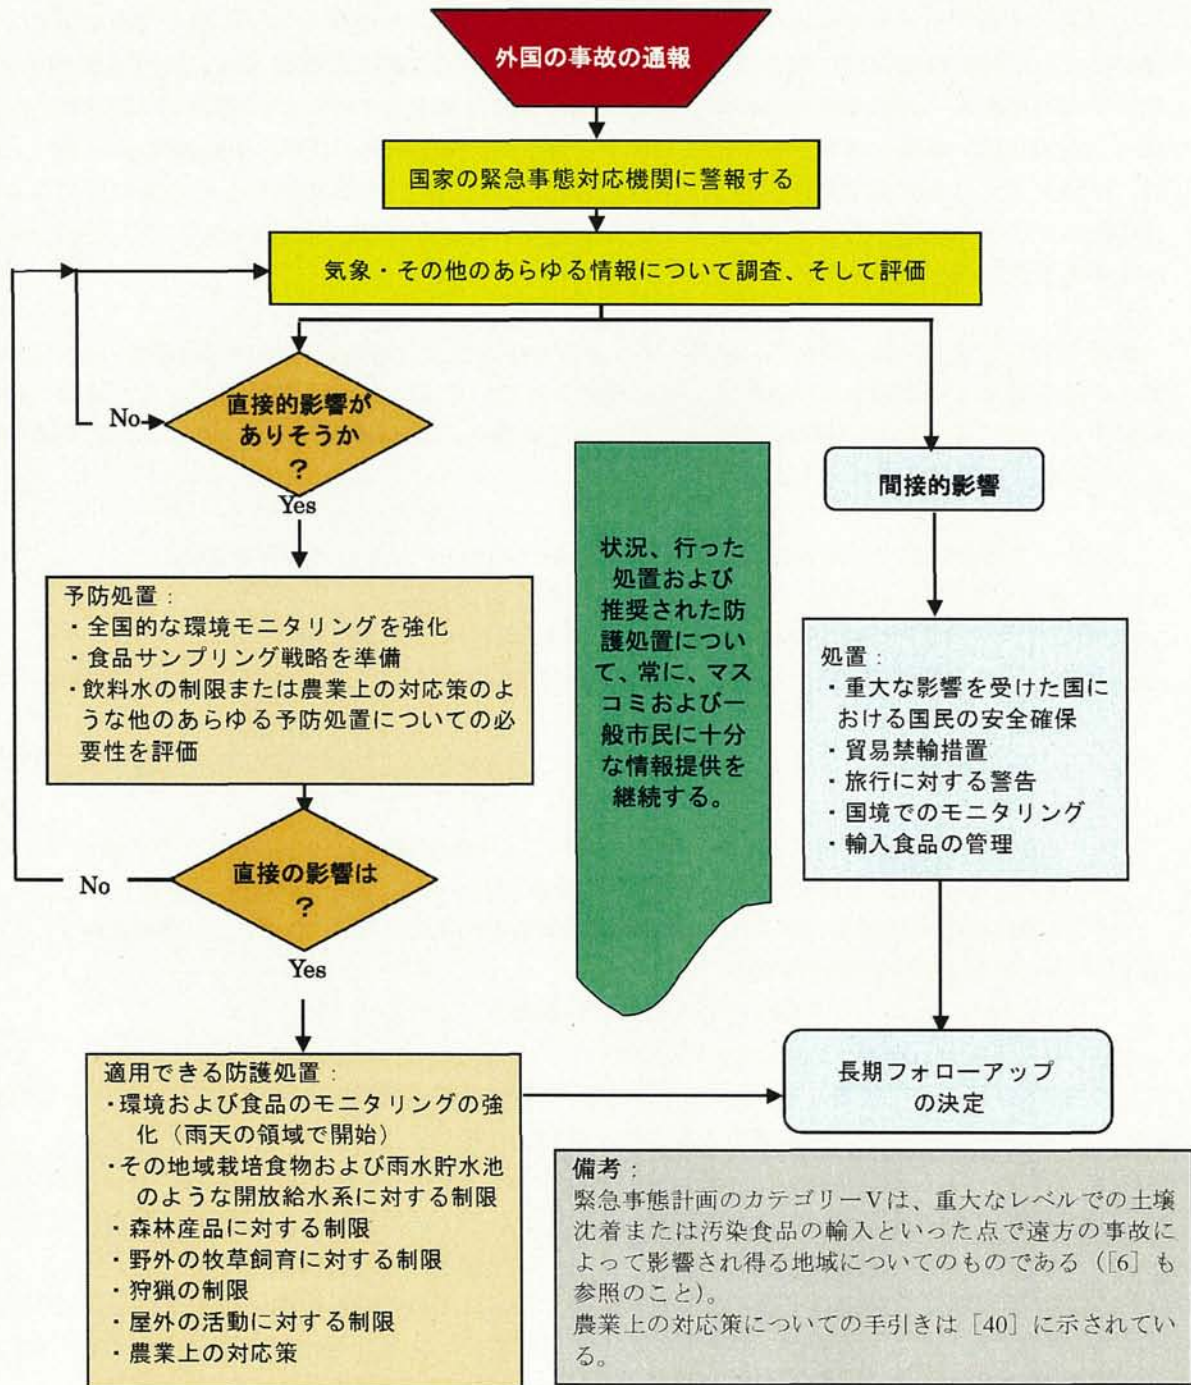 外国の事故の通報
国家の緊急事態対応機関に警報する
気象・その他のあらゆる情報について調査、そして評価
直接的影響が
ありそうか
?
No
Yes
予防処置:
・全国的な環境モニタリングを強化
・食品サンプリング戦略を準備
・飲料水の制限または農業上の対応策のよ
うな他のあらゆる予防処置についての必
要性を評価
直接の影響は
?
No
Yes
適用できる防護処置:
・環境および食品のモニタリングの強
化(雨天の領域で開始)
・その地域栽培食物および雨水貯水池
のような開放給水系に対する制限
・森林産品に対する制限
・野外の牧草飼育に対する制限
・狩猟の制限
・屋外の活動に対する制限
・農業上の対応策
状況、行った
処置および
推奨された防
護処置につい
て、常に、マス
コミおよび一
般市民に十分
な情報提供を
継続する。
間接的影響
処置:
・重大な影響を受けた国に
おける国民の安全確保
・貿易禁輸措置
・旅行に対する警告
・国境でのモニタリング
・輸入食品の管理
長期フォローアップ
の決定
備考:
緊急事態計画のカテゴリーⅤは、重大なレベルでの土壌
沈着または汚染食品の輸入といった点で遠方の事故に
よって影響され得る地域についてのものである([6]も
参照のこと)。
農業上の対応策についての手引きは[40]に示されてい
る。